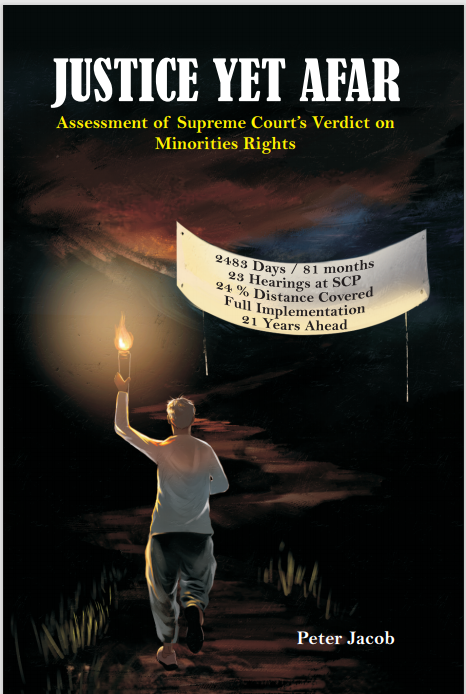 JUSTICE YET AFAR
Assessment of Supreme Court's Verdict on
Minorities Rights
2483 Days / 81 months
23 Hearings at SCP
24 % Distance Covered
Full Implementation
21 Years Ahead
Peter Jacob